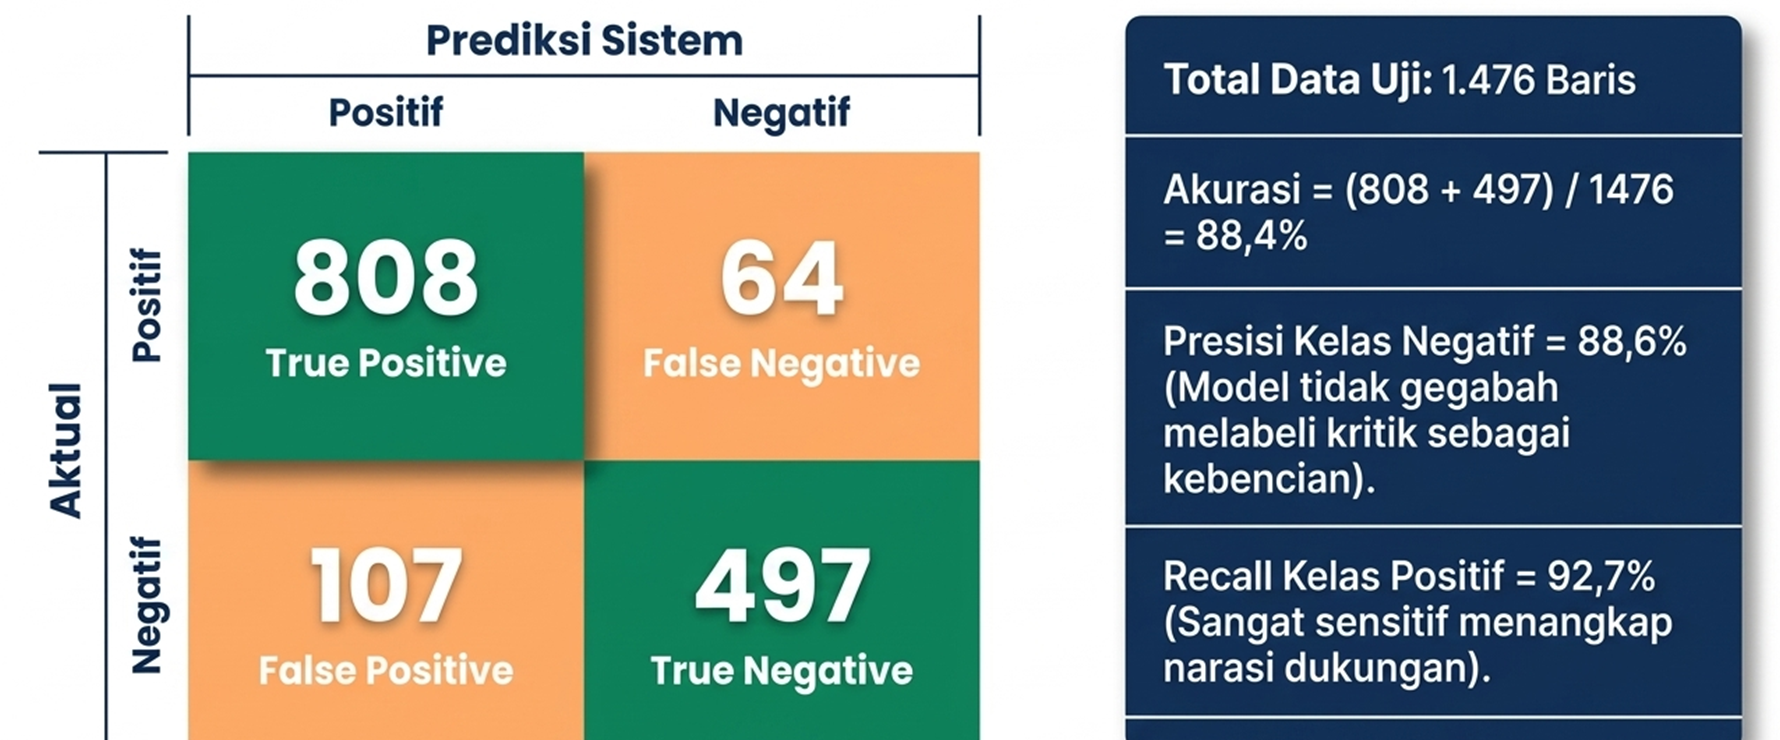 Prediksi Sistem
Positif
Negatif
Aktual
Positif
808
True Positive
64
False Negative
Negatif
107
False Positive
497
True Negative
Total Data Uji: 1.476 Baris
Akurasi = (808 + 497) / 1476
= 88,4%
Presisi Kelas Negatif = 88,6%
(Model tidak gegabah
melabeli kritik sebagai
kebencian).
Recall Kelas Positif = 92,7%
(Sangat sensitif menangkap
narasi dukungan).